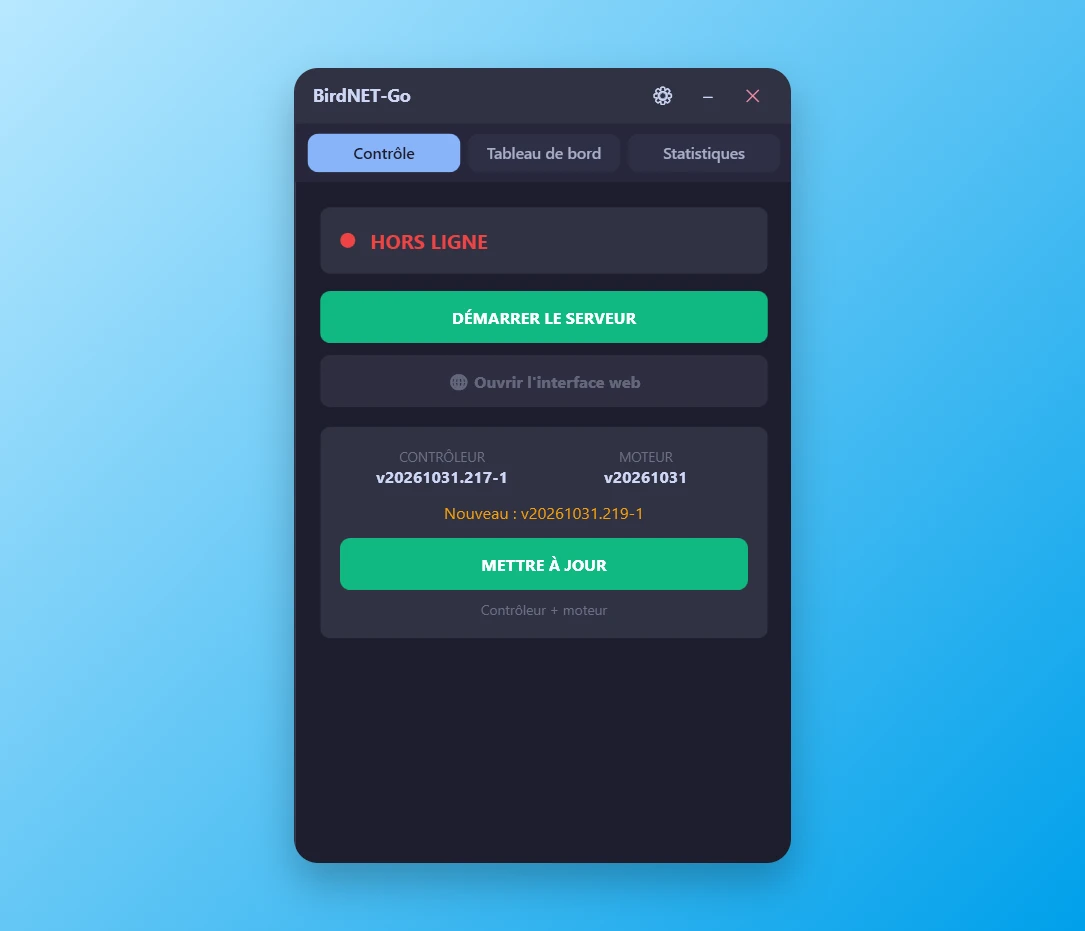 BirdNET-Go
Contrôle
Tableau de bord
Statistiques
HORS LIGNE
DÉMARRER LE SERVEUR
Ouvrir l'interface web
CONTRÔLEUR
MOTEUR
v20261031.217-1
v20261031
Nouveau : v20261031.219-1
METTRE À JOUR
Contrôleur + moteur